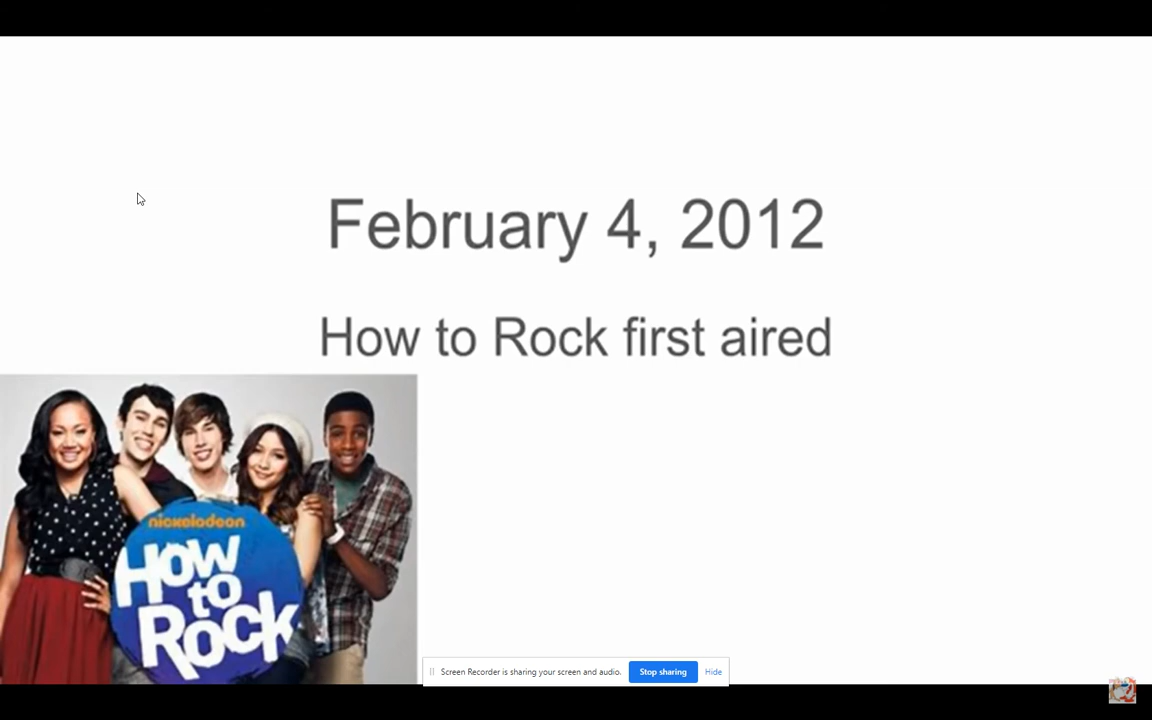 February 4, 2012
How to Rock first aired
nickelodeon
How
to
Rock
Screen Recorder is sharing your screen and audio.
Stop sharing
Hide